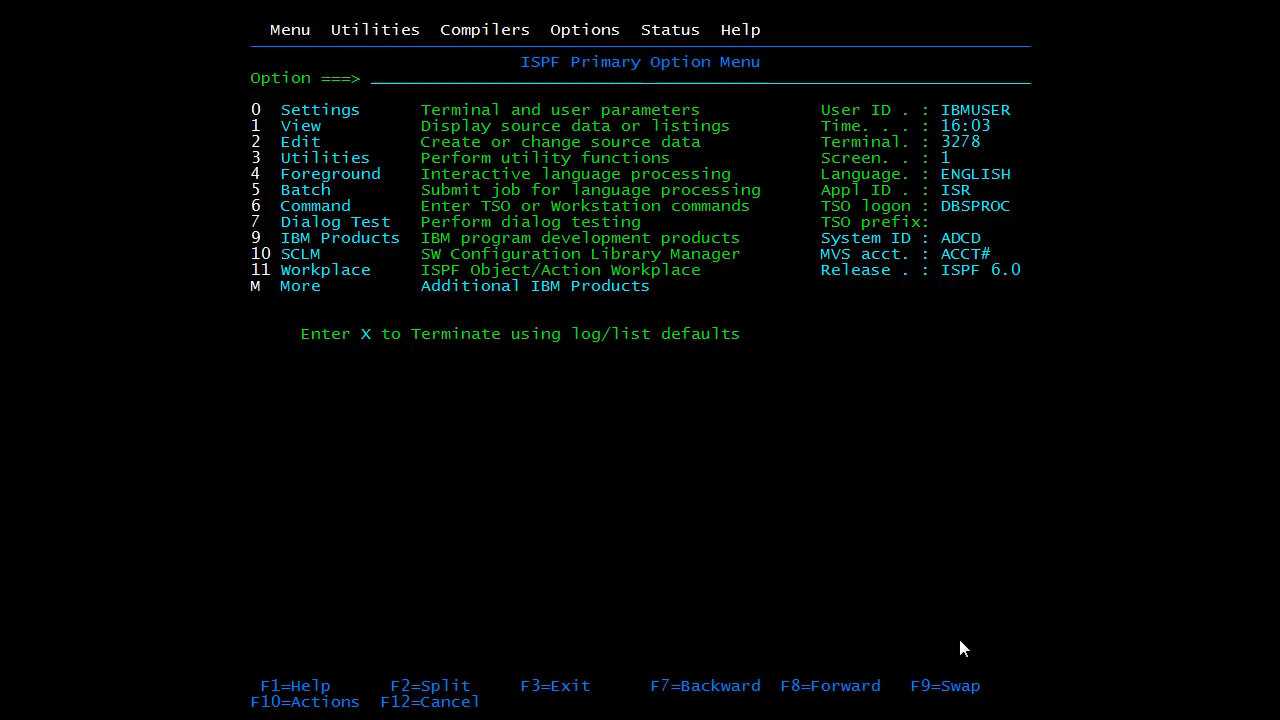 Menu  Utilities  Compilers  Options  Status  Help
ISPF Primary Option Menu
Option ===>
0  Settings      Terminal and user parameters            User ID . : IBMUSER
1  View          Display source data or listings         Time. . . : 16:03
2  Edit          Create or change source data            Terminal. : 3278
3  Utilities     Perform utility functions               Screen. . : 1
4  Foreground    Interactive language processing         Language. : ENGLISH
5  Batch         Submit job for language processing      Appl ID . : ISR
6  Command       Enter TSO or Workstation commands       TSO logon : DBSPROC
7  Dialog Test   Perform dialog testing                  TSO prefix:
9  IBM Products  IBM program development products        System ID : ADCD
10 SCLM          SW Configuration Library Manager        MVS acct. : ACCT#
11 Workplace     ISPF Object/Action Workplace            Release . : ISPF 6.0
M  More          Additional IBM Products
Enter X to Terminate using log/list defaults
F1=Help      F2=Split     F3=Exit      F7=Backward  F8=Forward   F9=Swap
F10=Actions  F12=Cancel